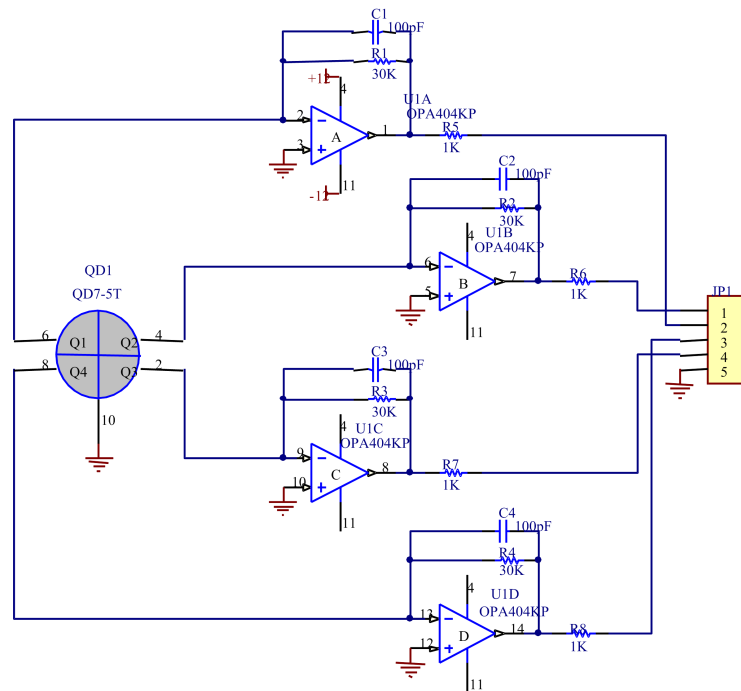 C1
100pF
R1
30K
+12
4
U1A
OPA404KP
2
A
1
R5
1K
3
11
-12
C2
100pF
R2
30K
4
U1B
OPA404KP
6
B
7
R6
1K
5
11
QD1
QD7-5T
6
Q1
Q2
4
8
Q4
Q3
2
10
JP1
1
2
3
4
5
C3
100pF
R3
30K
4
U1C
OPA404KP
9
C
8
R7
1K
10
11
C4
100pF
R4
30K
4
U1D
OPA404KP
13
D
14
R8
1K
12
11